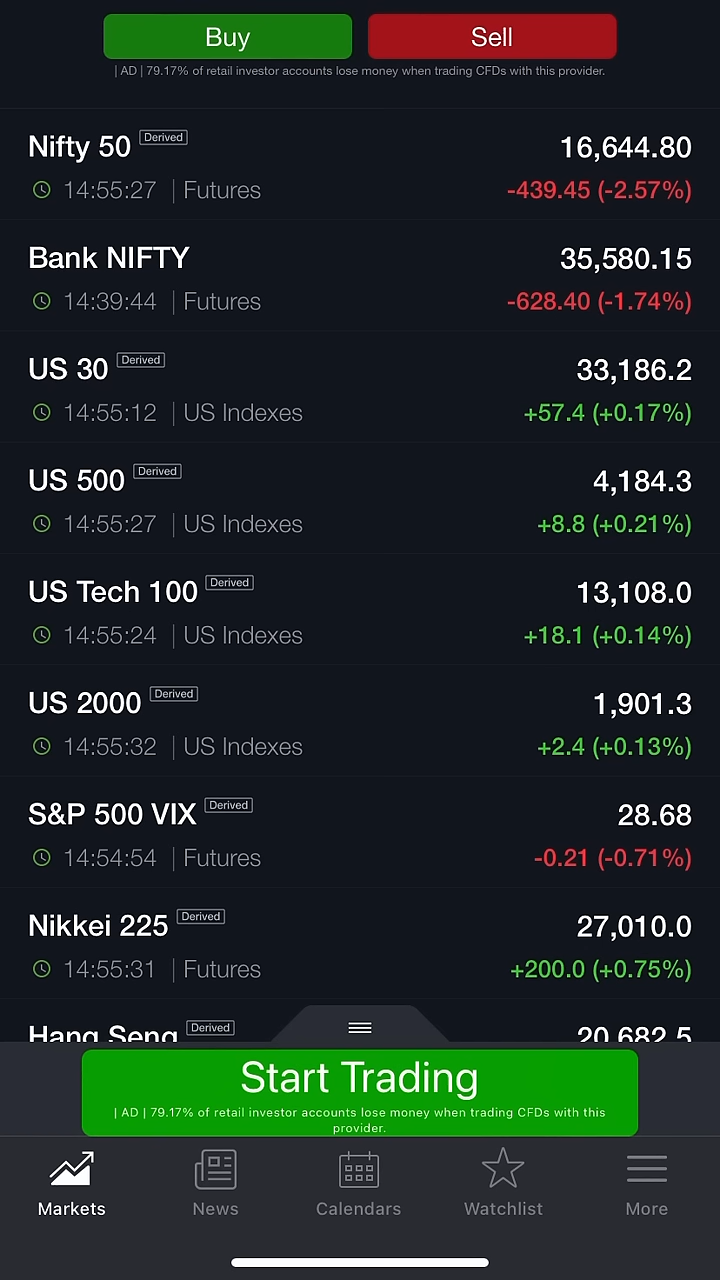 Buy Sell
| AD | 79.17% of retail investor accounts lose money when trading CFDs with this provider.
Nifty 50 Derived 16,644.80
14:55:27 | Futures -439.45 (-2.57%)
Bank NIFTY 35,580.15
14:39:44 | Futures -628.40 (-1.74%)
US 30 Derived 33,186.2
14:55:12 | US Indexes +57.4 (+0.17%)
US 500 Derived 4,184.3
14:55:27 | US Indexes +8.8 (+0.21%)
US Tech 100 Derived 13,108.0
14:55:24 | US Indexes +18.1 (+0.14%)
US 2000 Derived 1,901.3
14:55:32 | US Indexes +2.4 (+0.13%)
S&P 500 VIX Derived 28.68
14:54:54 | Futures -0.21 (-0.71%)
Nikkei 225 Derived 27,010.0
14:55:31 | Futures +200.0 (+0.75%)
Hang Seng Derived 20,682.5
Start Trading
| AD | 79.17% of retail investor accounts lose money when trading CFDs with this
provider.
Markets News Calendars Watchlist More